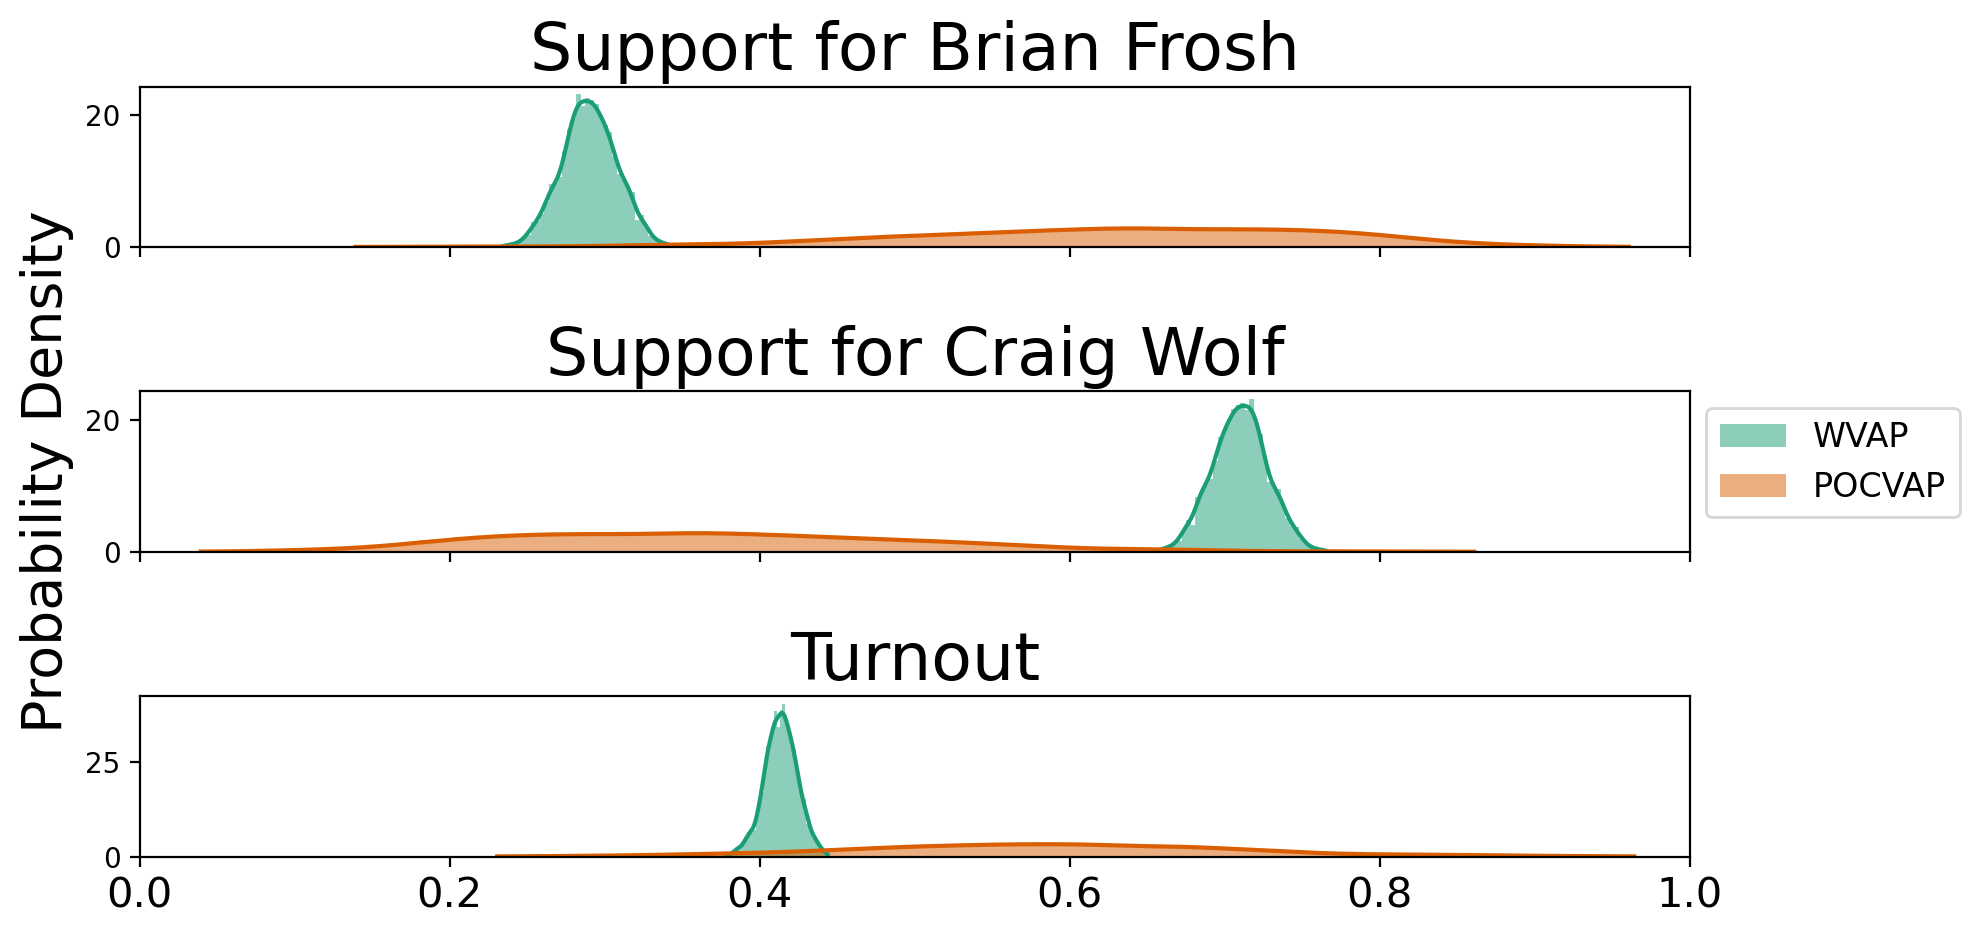 Support for Brian Frosh
20
0
Support for Craig Wolf
20
0
Turnout
25
0
0.0 0.2 0.4 0.6 0.8 1.0
Probability Density
WVAP
POCVAP